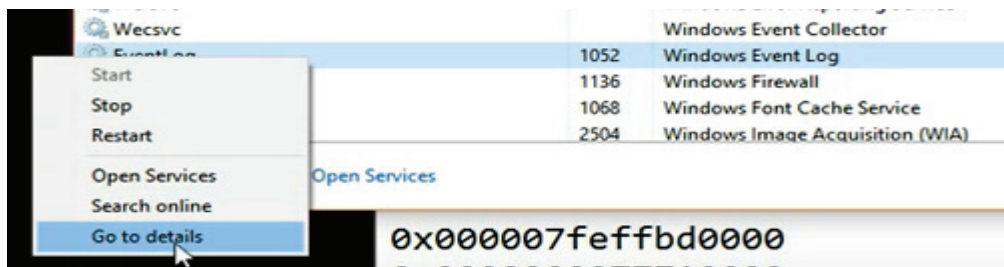 Wecsvc Windows Event Collector
EventLog 1052 Windows Event Log
Start 1136 Windows Firewall
Stop 1068 Windows Font Cache Service
Restart 2504 Windows Image Acquisition (WIA)
Open Services Open Services
Search online
Go to details
0x000007feffbd0000